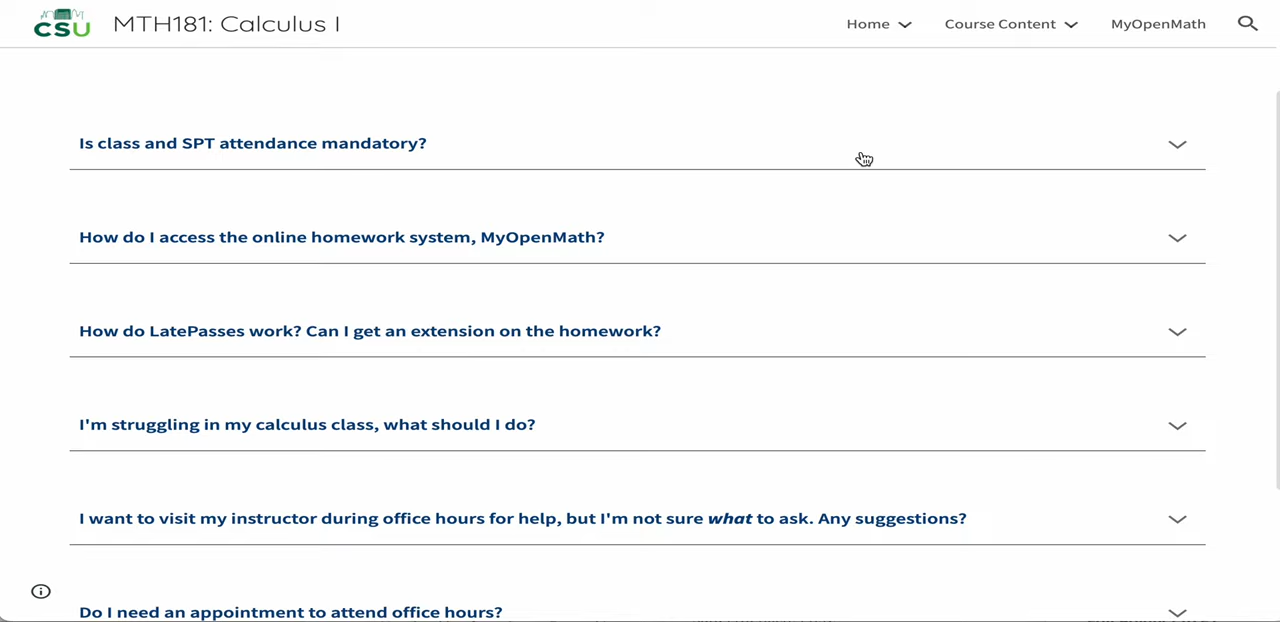 CSU MTH181: Calculus I Home Course Content MyOpenMath
Is class and SPT attendance mandatory?
How do I access the online homework system, MyOpenMath?
How do LatePasses work? Can I get an extension on the homework?
I'm struggling in my calculus class, what should I do?
I want to visit my instructor during office hours for help, but I'm not sure what to ask. Any suggestions?
Do I need an appointment to attend office hours?